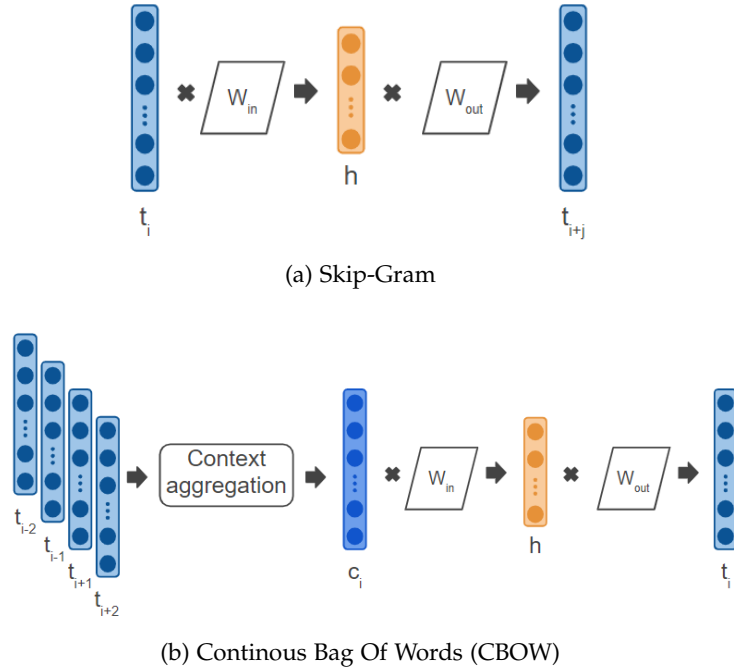 W_in
W_out
t_i
h
t_i+j
(a) Skip-Gram
Context
aggregation
W_in
W_out
t_i-2
t_i-1
t_i+1
t_i+2
c_i
h
t_i
(b) Continous Bag Of Words (CBOW)